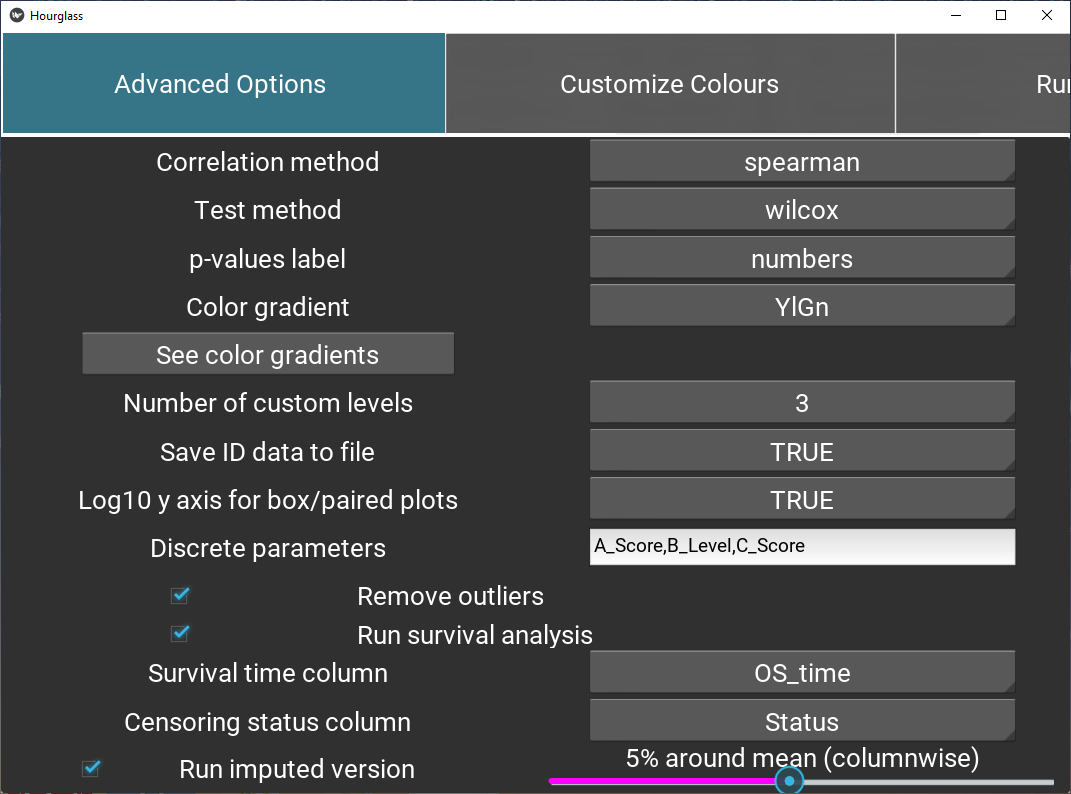 Hourglass
Advanced Options Customize Colours Ru
Correlation method spearman
Test method wilcox
p-values label numbers
Color gradient YlGn
See color gradients
Number of custom levels 3
Save ID data to file TRUE
Log10 y axis for box/paired plots TRUE
Discrete parameters A_Score,B_Level,C_Score
Remove outliers
Run survival analysis
Survival time column OS_time
Censoring status column Status
5% around mean (columnwise)
Run imputed version